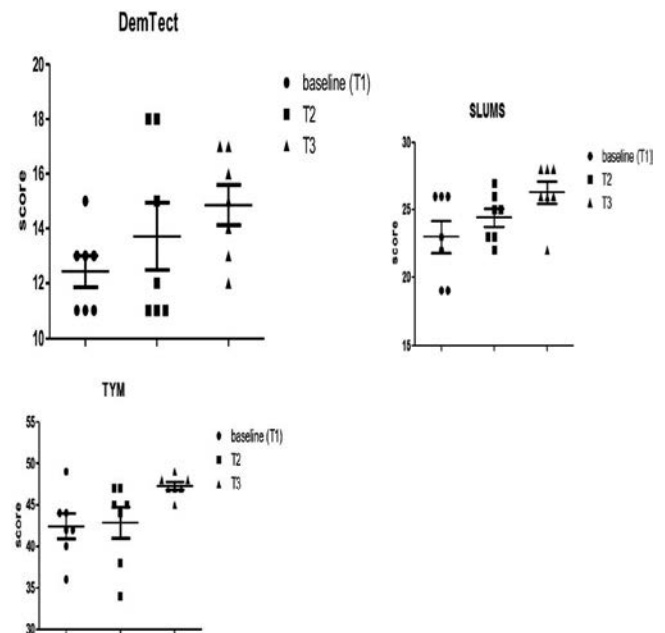 DemTect
20
18
16
14
12
10
score
baseline (T1)
T2
T3
SLUMS
30
25
20
15
score
baseline (T1)
T2
T3
TYM
55
50
45
40
35
30
score
baseline (T1)
T2
T3